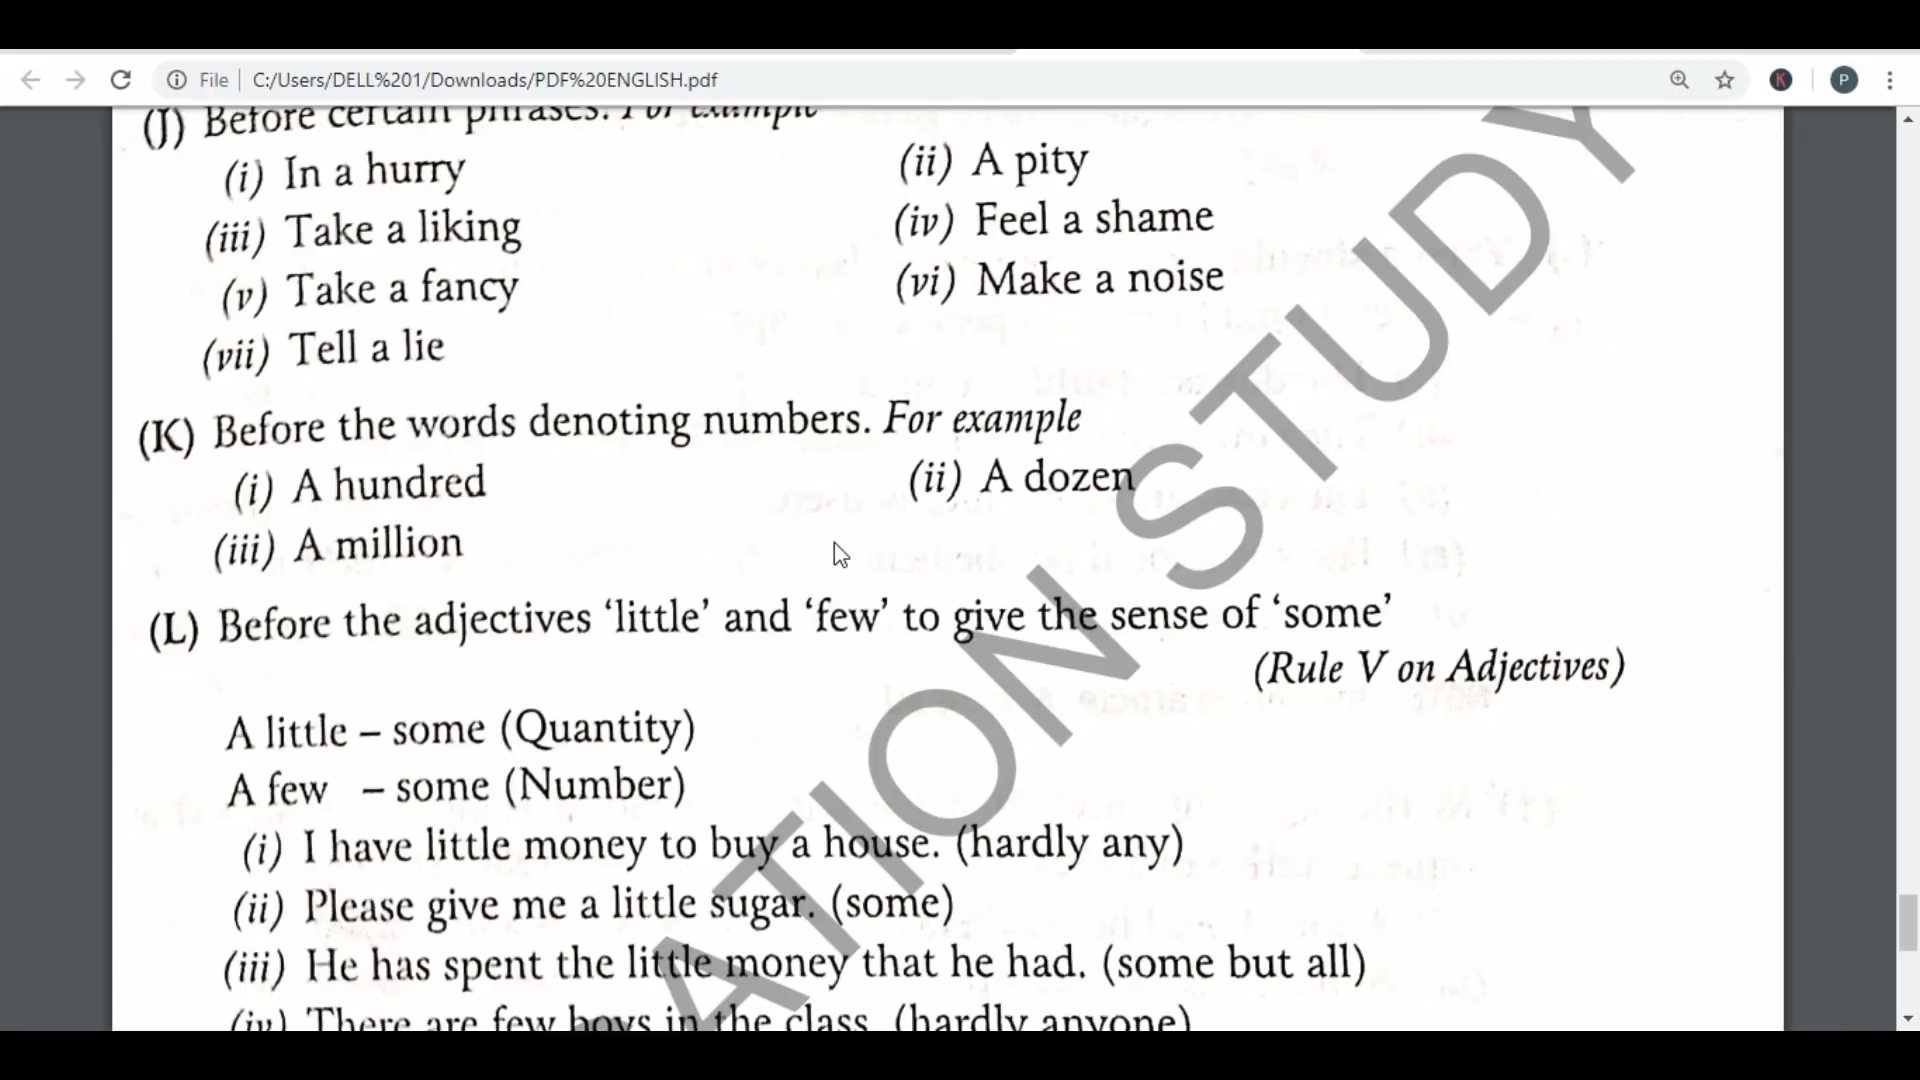 File C:/Users/DELL%201/Downloads/PDF%20ENGLISH.pdf
(J) Before certain phrases. For example
(i) In a hurry (ii) A pity
(iii) Take a liking (iv) Feel a shame
(v) Take a fancy (vi) Make a noise
(vii) Tell a lie
(K) Before the words denoting numbers. For example
(i) A hundred (ii) A dozen
(iii) A million
(L) Before the adjectives ‘little’ and ‘few’ to give the sense of ‘some’
(Rule V on Adjectives)
A little – some (Quantity)
A few – some (Number)
(i) I have little money to buy a house. (hardly any)
(ii) Please give me a little sugar. (some)
(iii) He has spent the little money that he had. (some but all)
(iv) There are few boys in the class. (hardly anyone)
ATION STUDY
K
P